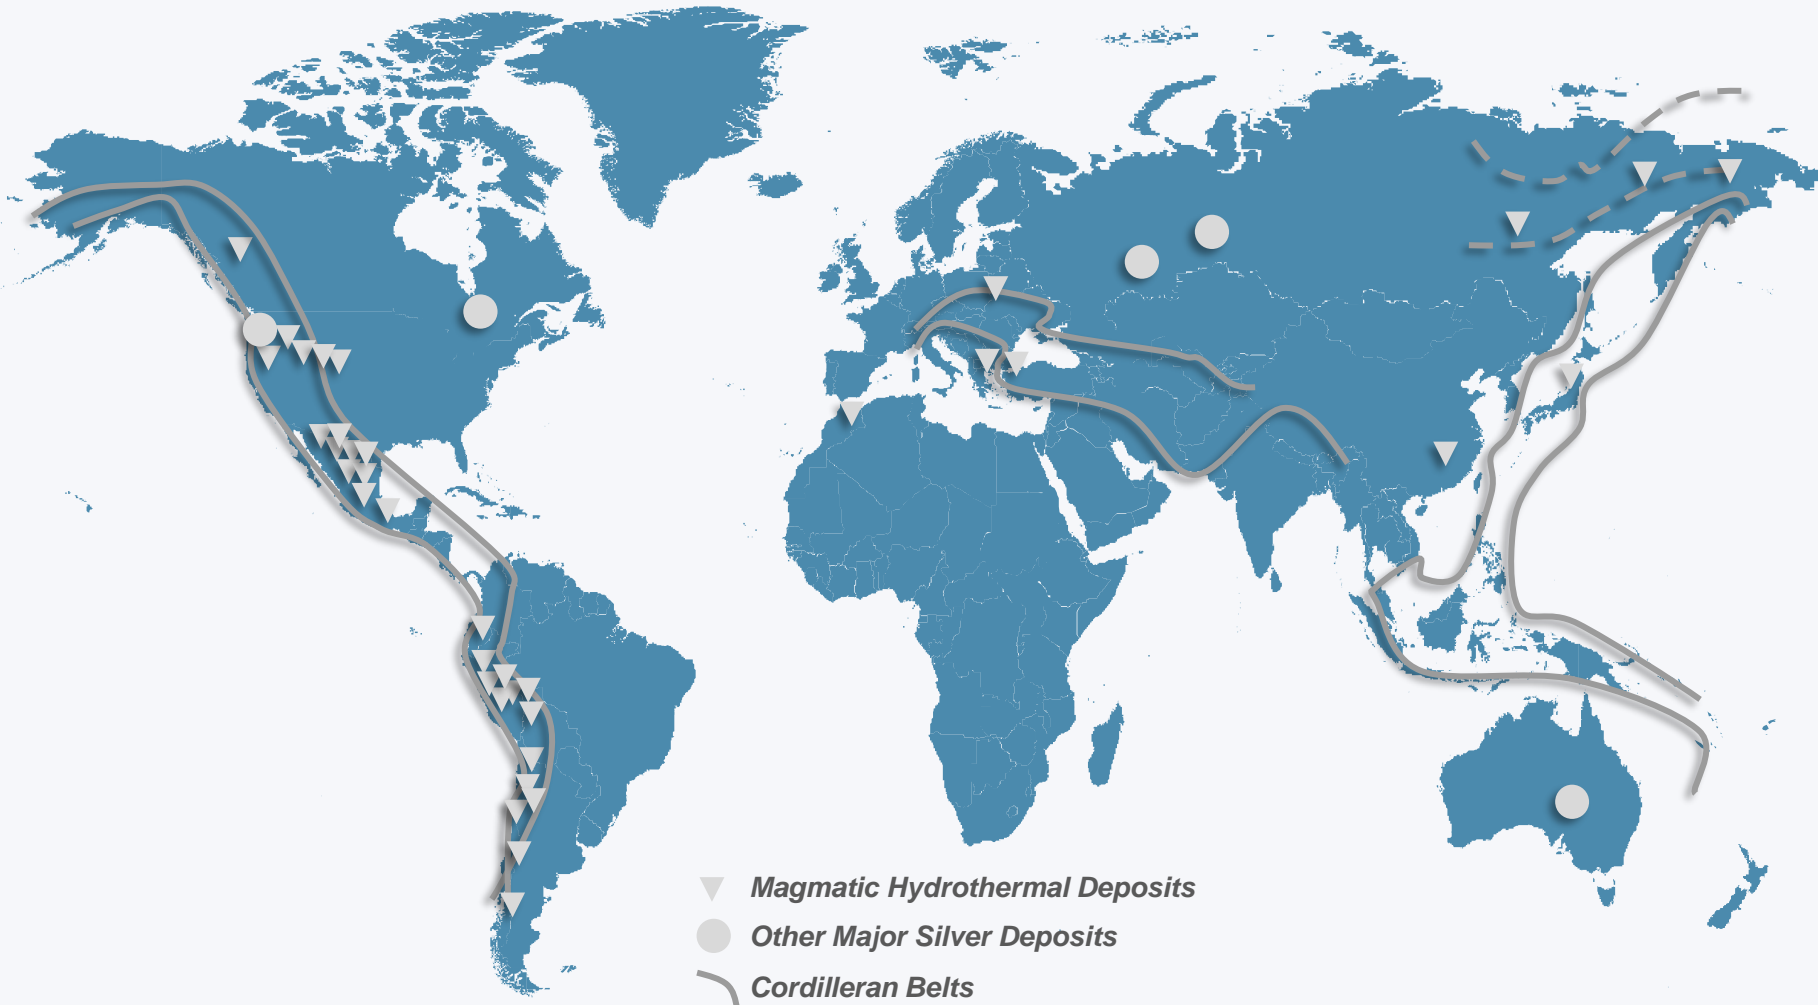 Magmatic Hydrothermal Deposits
Other Major Silver Deposits
Cordilleran Belts